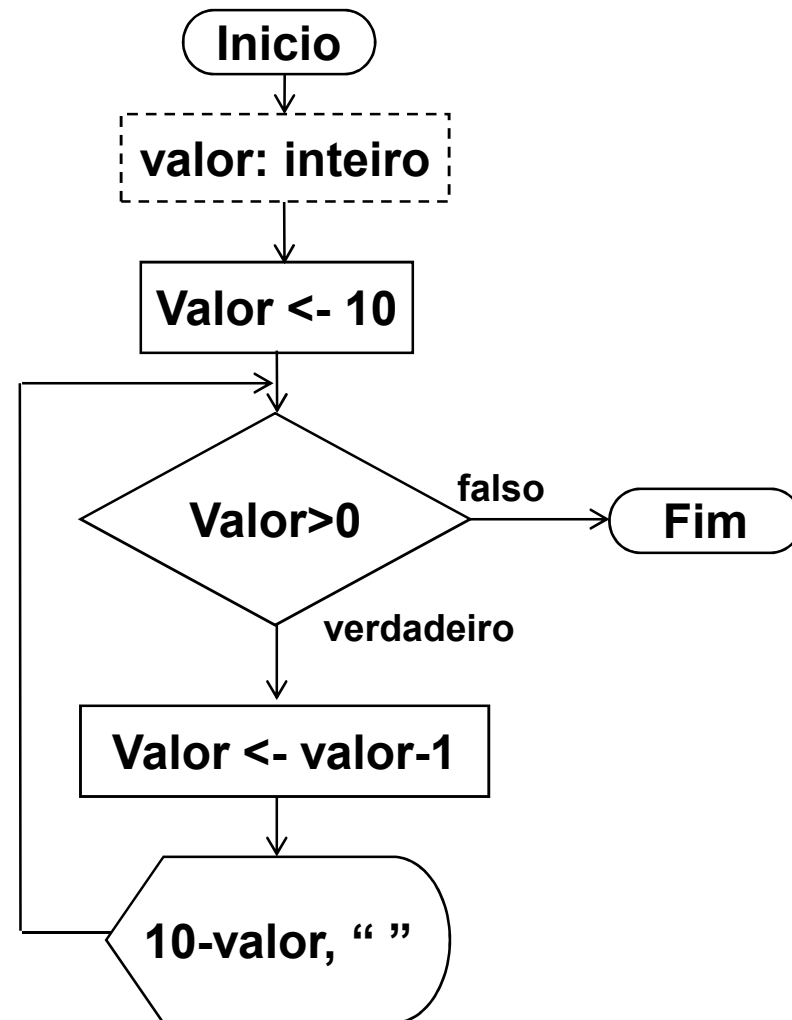 Inicio
valor: inteiro
Valor <- 10
Valor>0
falso
Fim
verdadeiro
Valor <- valor-1
10-valor, “ ”